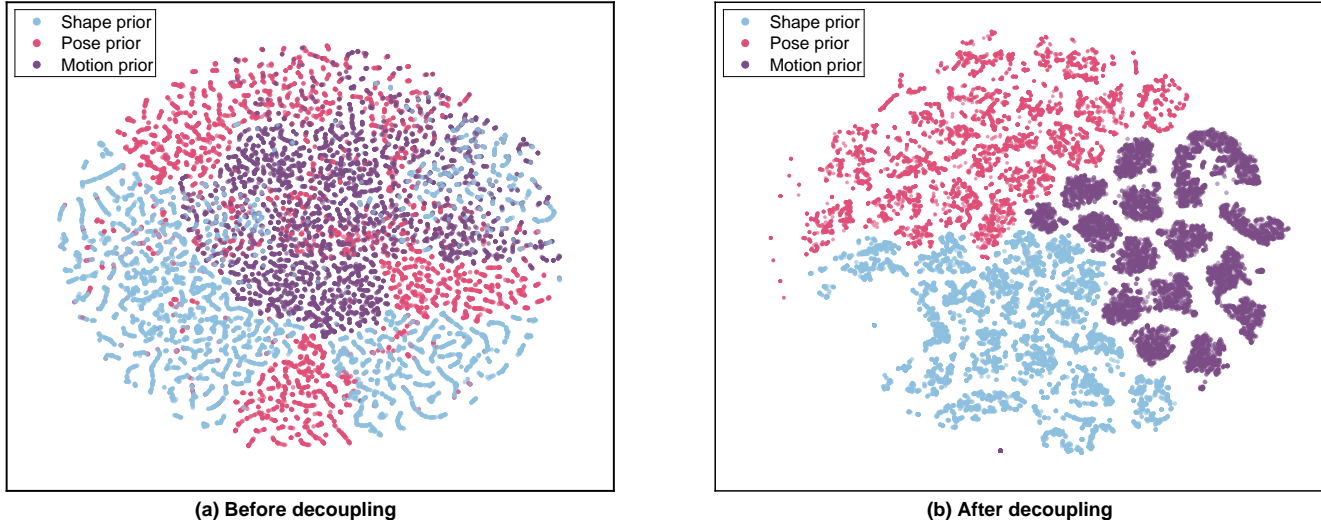 Shape prior
Pose prior
Motion prior
(a) Before decoupling
Shape prior
Pose prior
Motion prior
(b) After decoupling